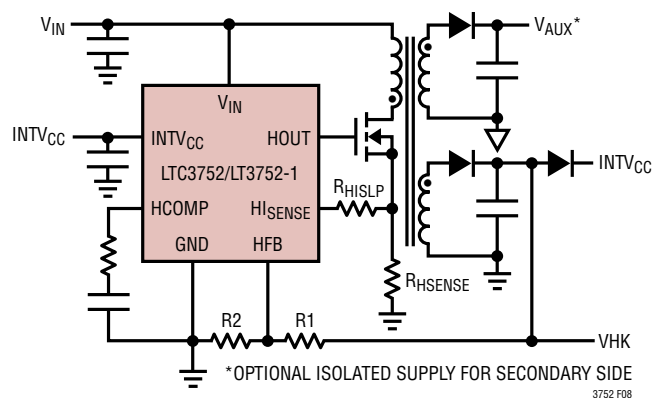 VIN
VAUX*
VIN
INTVCC
INTVCC
HOUT
INTVCC
LTC3752/LT3752-1
RHISLP
HCOMP
HISENSE
GND
HFB
RHSENSE
R2
R1
VHK
*OPTIONAL ISOLATED SUPPLY FOR SECONDARY SIDE
3752 F08